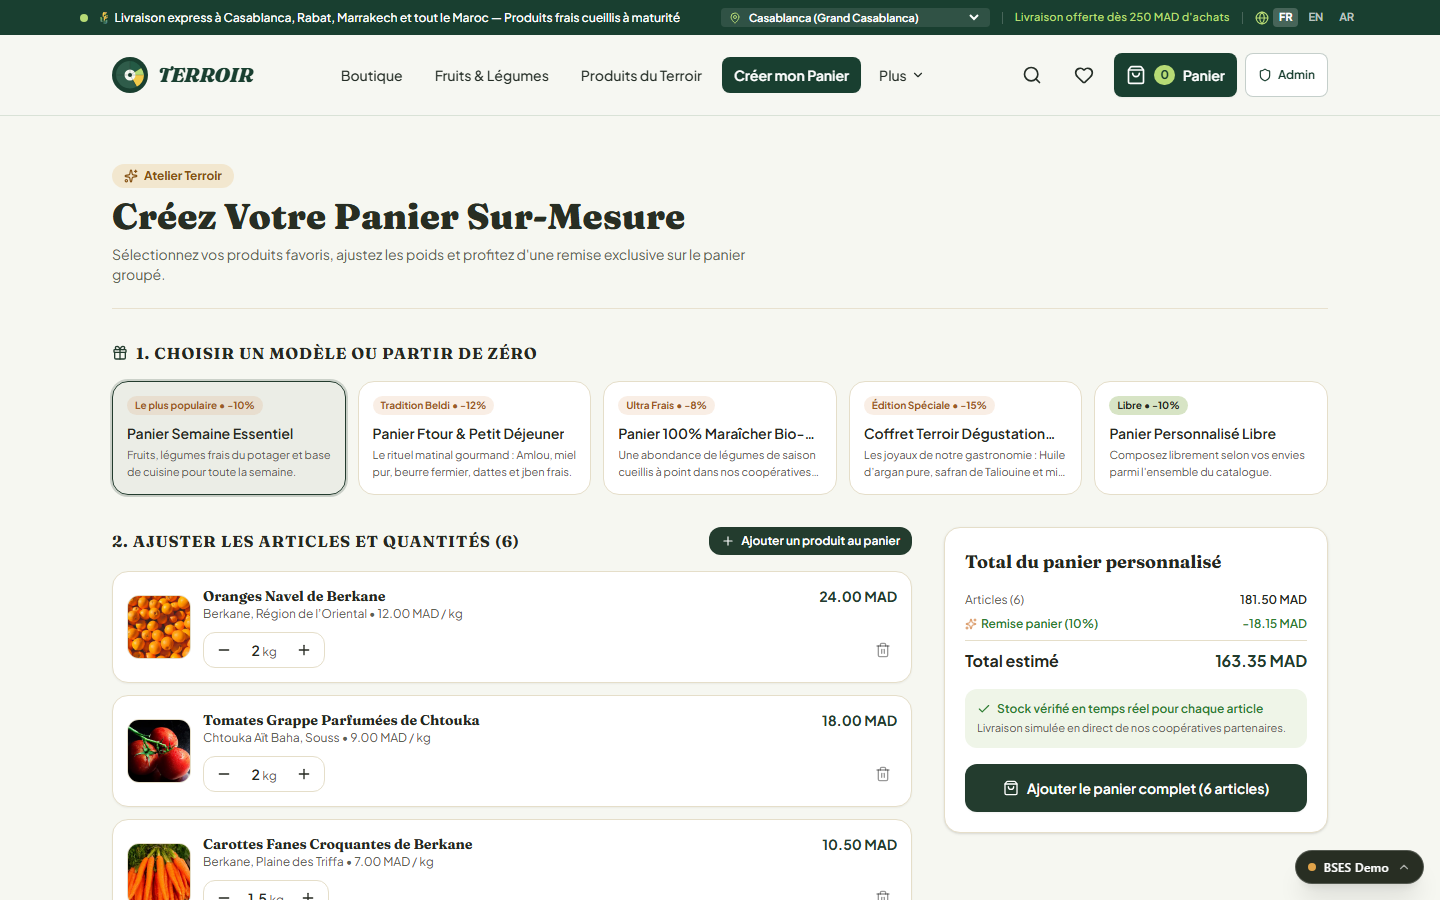 Livraison express à Casablanca, Rabat, Marrakech et tout le Maroc — Produits frais cueillis à maturité
Casablanca (Grand Casablanca)
Livraison offerte dès 250 MAD d'achats
FR EN AR
TERROIR
Boutique
Fruits & Légumes
Produits du Terroir
Créer mon Panier
Plus
0 Panier
Admin
Atelier Terroir
Créez Votre Panier Sur-Mesure
Sélectionnez vos produits favoris, ajustez les poids et profitez d'une remise exclusive sur le panier
groupé.
1. CHOISIR UN MODÈLE OU PARTIR DE ZÉRO
Le plus populaire • -10%
Panier Semaine Essentiel
Fruits, légumes frais du potager et base
de cuisine pour toute la semaine.
Tradition Beldi • -12%
Panier Ftour & Petit Déjeuner
Le rituel matinal gourmand : Amlou, miel
pur, beurre fermier, dattes et jben frais.
Ultra Frais • -8%
Panier 100% Maraîcher Bio-...
Une abondance de légumes de saison
cueillis à point dans nos coopératives...
Édition Spéciale • -15%
Coffret Terroir Dégustation...
Les joyaux de notre gastronomie : Huile
d'argan pure, safran de Taliouine et mi...
Libre • -10%
Panier Personnalisé Libre
Composez librement selon vos envies
parmi l'ensemble du catalogue.
2. AJUSTER LES ARTICLES ET QUANTITÉS (6)
+ Ajouter un produit au panier
Oranges Navel de Berkane
24.00 MAD
Berkane, Région de l'Oriental • 12.00 MAD / kg
− 2 kg +
Tomates Grappe Parfumées de Chtouka
18.00 MAD
Chtouka Aït Baha, Souss • 9.00 MAD / kg
− 2 kg +
Carottes Fanes Croquantes de Berkane
10.50 MAD
Berkane, Plaine des Triffa • 7.00 MAD / kg
− 1.5 kg +
Total du panier personnalisé
Articles (6) 181.50 MAD
Remise panier (10%) -18.15 MAD
Total estimé 163.35 MAD
Stock vérifié en temps réel pour chaque article
Livraison simulée en direct de nos coopératives partenaires.
Ajouter le panier complet (6 articles)
BSES Demo